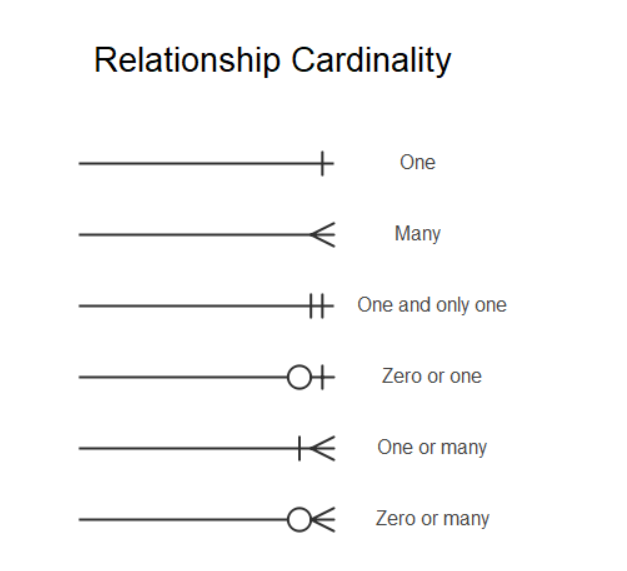 Relationship Cardinality
One
Many
One and only one
Zero or one
One or many
Zero or many